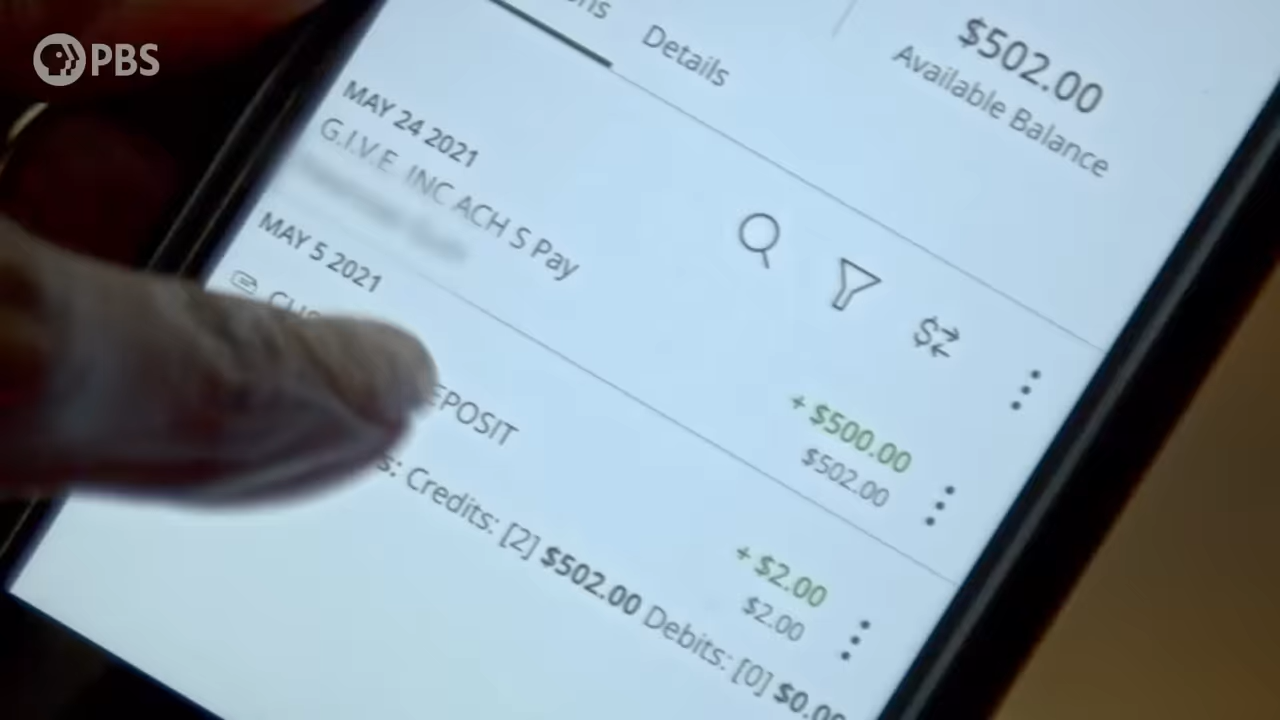 PBS
$502.00
Available Balance
Details
MAY 24 2021
G.I.V.E. INC ACH S Pay
+ $500.00
$502.00
MAY 5 2021
EPOSIT
+ $2.00
$2.00
s: Credits: [2] $502.00 Debits: [0] $0.00